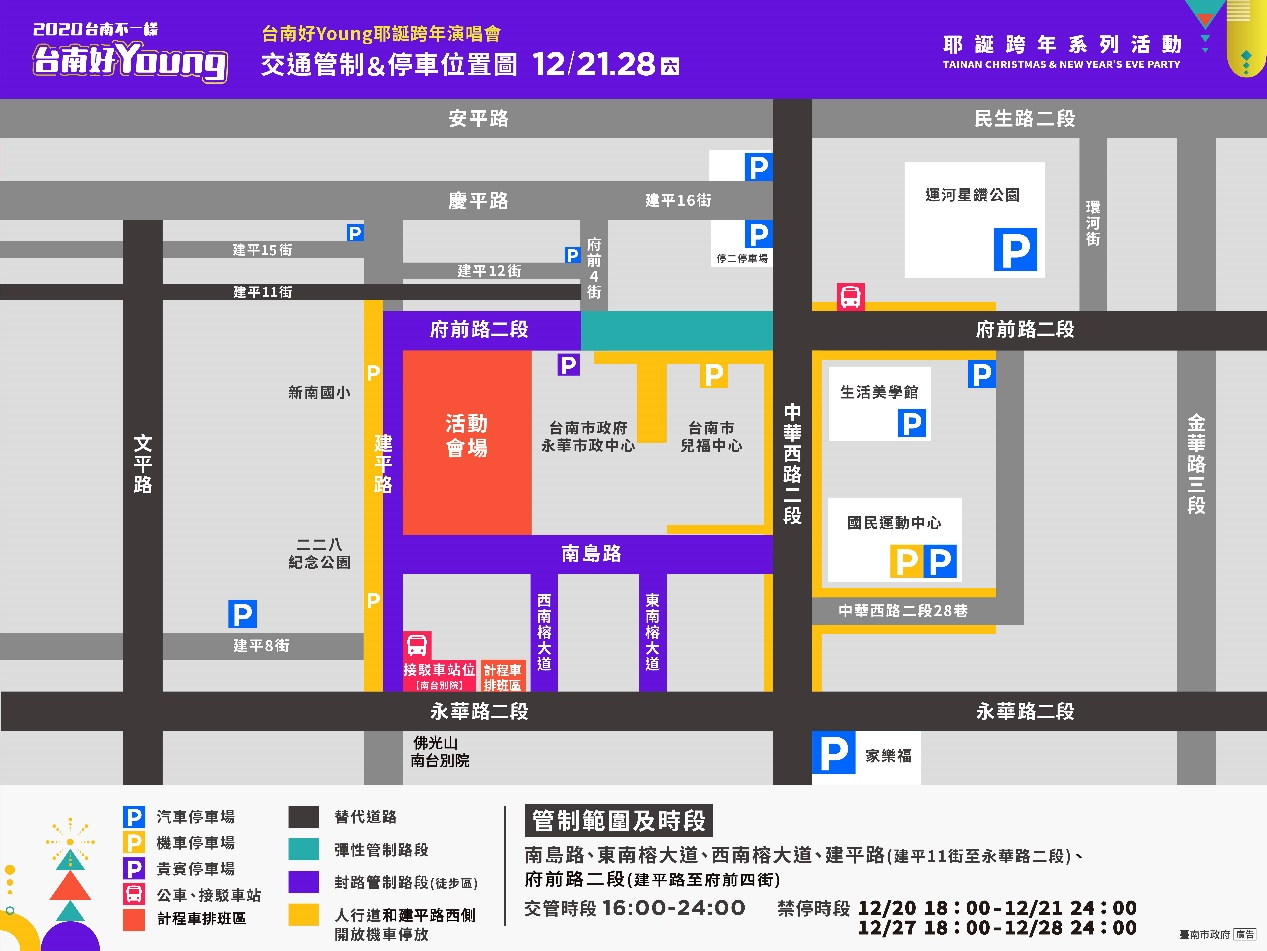 2020台南不一樣
台南好Young
台南好Young耶誕跨年演唱會
交通管制&停車位置圖 12/21.28六
耶誕跨年系列活動
TAINAN CHRISTMAS & NEW YEAR'S EVE PARTY
安平路
民生路二段
P
慶平路
建平16街
運河星鑽公園
P
環河街
P
建平15街
P
建平12街
府前4街
P
停二停車場
建平11街
府前路二段
府前路二段
P
P
P
P
新南國小
活動
會場
台南市政府
永華市政中心
台南市
兒福中心
生活美學館
P
文平路
建平路
中華西路二段
金華路三段
國民運動中心
P P
二二八
紀念公園
南島路
P
P
西南榕大道
東南榕大道
中華西路二段28巷
建平8街
接駁車站位
【南台別院】
計程車
排班區
永華路二段
永華路二段
佛光山
南台別院
P
家樂福
P 汽車停車場
P 機車停車場
P 貴賓停車場
公車、接駁車站
計程車排班區
替代道路
彈性管制路段
封路管制路段(徒步區)
人行道和建平路西側
開放機車停放
管制範圍及時段
南島路、東南榕大道、西南榕大道、建平路(建平11街至永華路二段)、
府前路二段(建平路至府前四街)
交管時段 16:00-24:00 禁停時段 12/20 18：00-12/21 24：00
12/27 18：00-12/28 24：00
臺南市政府 廣告